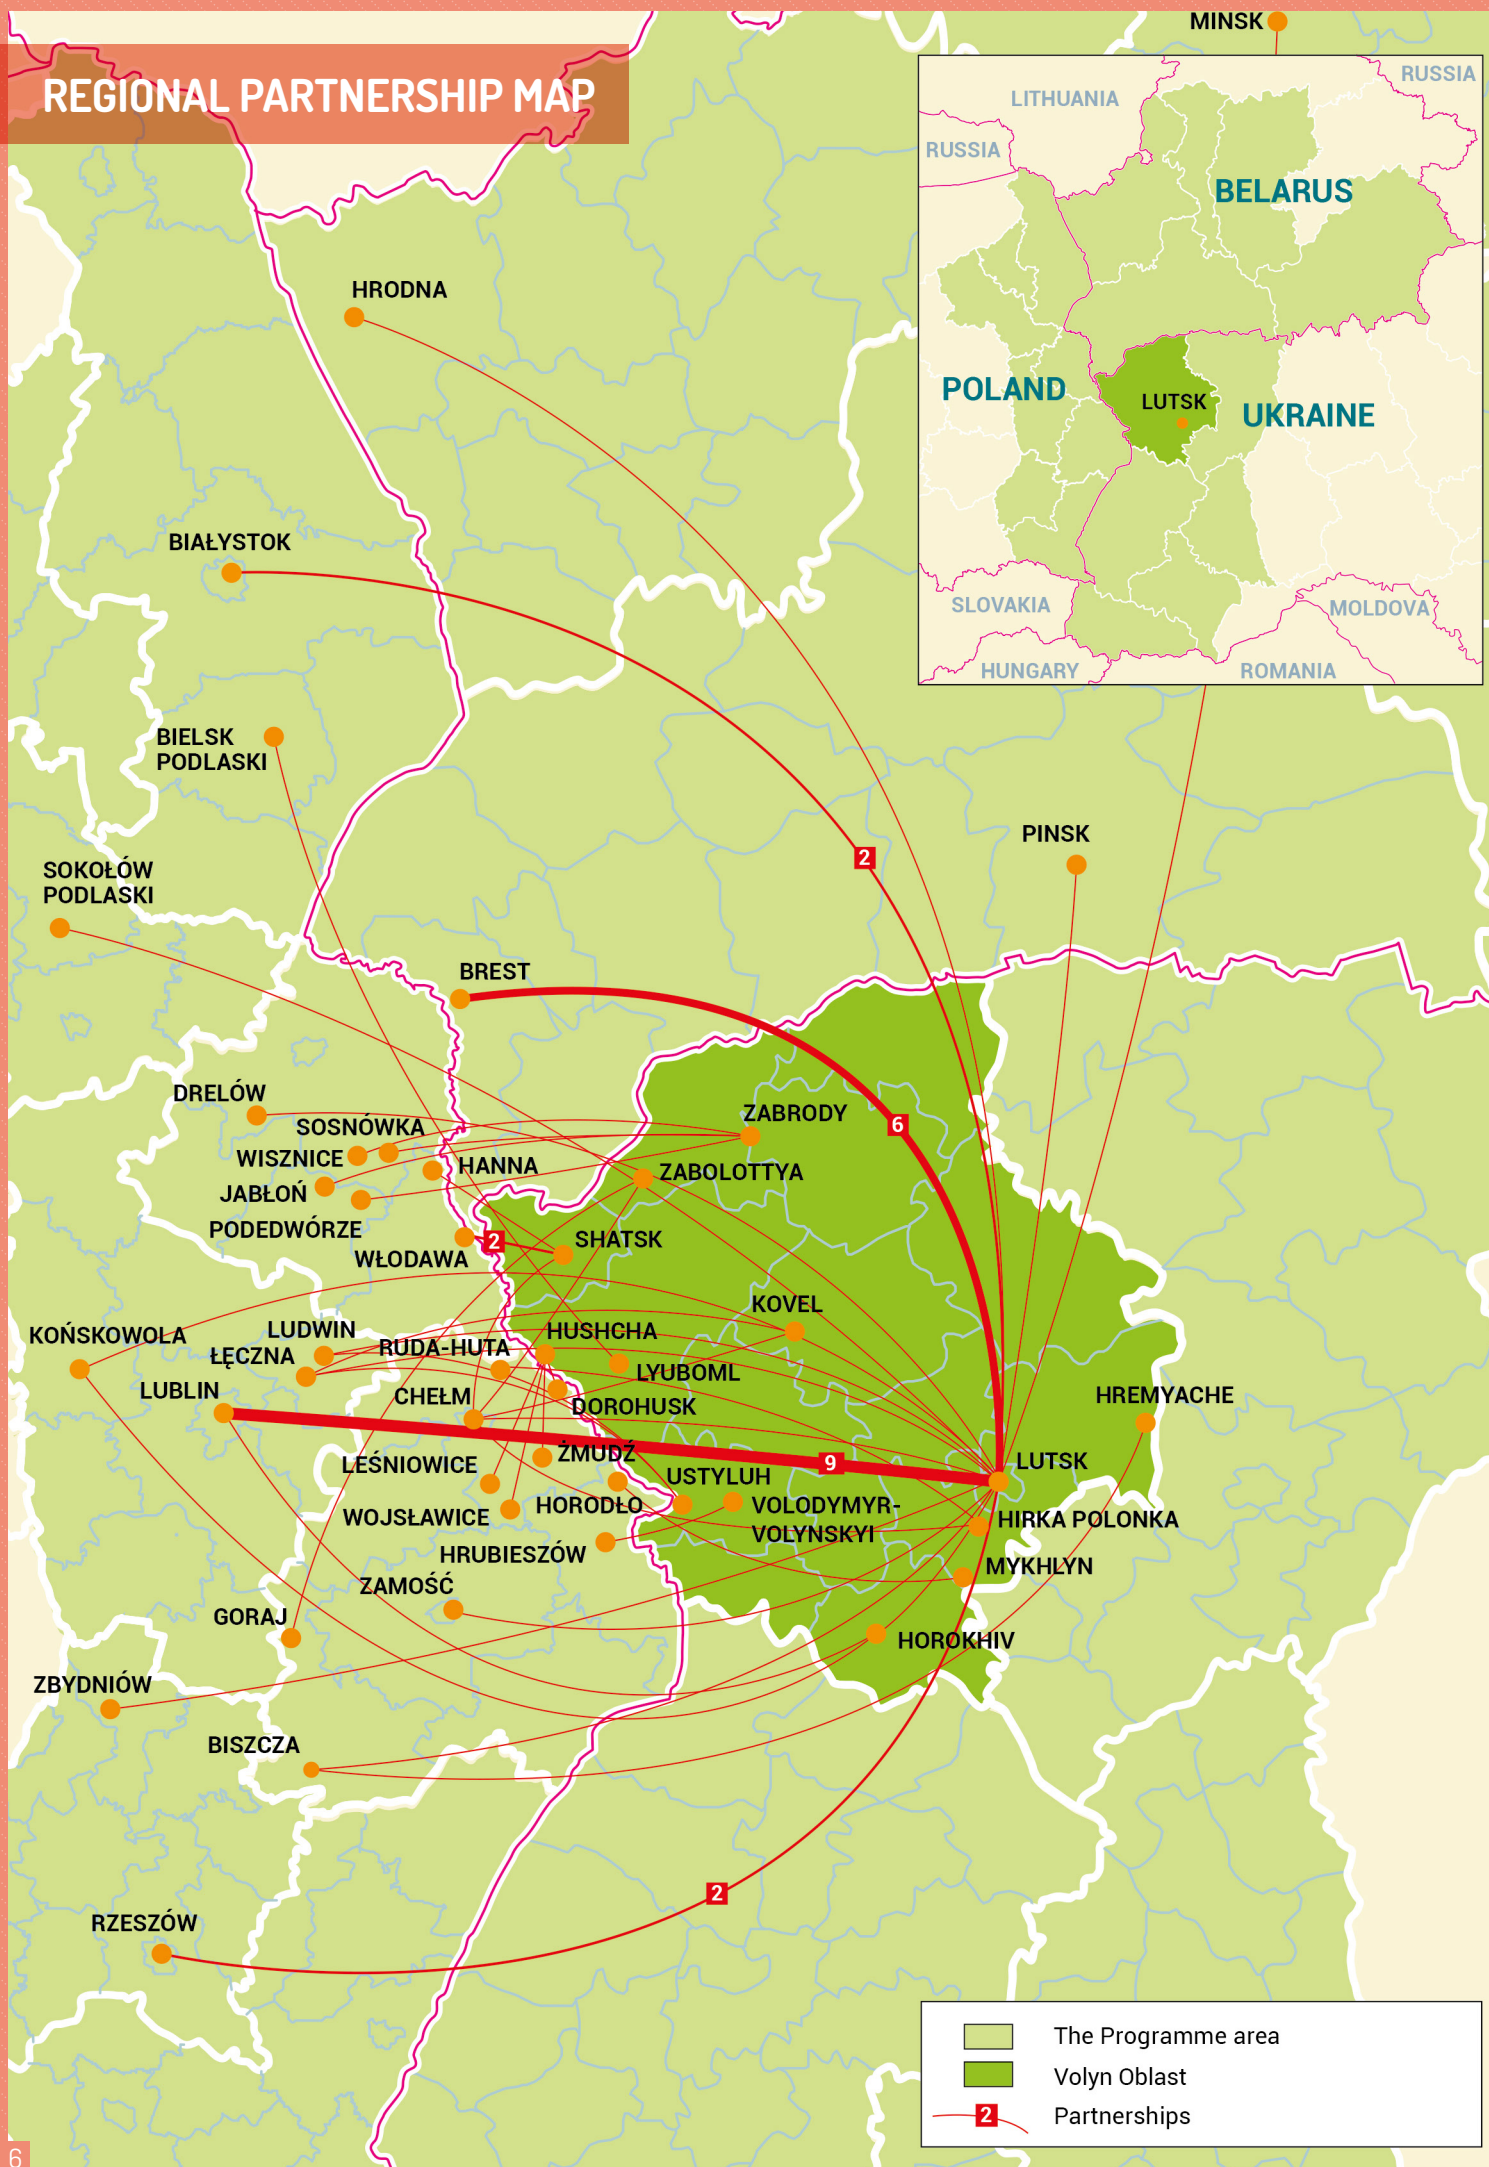 MINSK
REGIONAL PARTNERSHIP MAP
RUSSIA
LITHUANIA
RUSSIA
BELARUS
POLAND
LUTSK
UKRAINE
SLOVAKIA
MOLDOVA
HUNGARY
ROMANIA
HRODNA
BIAŁYSTOK
BIELSK
PODLASKI
2
PINSK
SOKOŁÓW
PODLASKI
BREST
6
DRELÓW
ZABRODY
SOSNÓWKA
WISZNICE
HANNA
ZABOLOTTYA
JABŁOŃ
PODEDWÓRZE
2
SHATSK
WŁODAWA
KOVEL
KOŃSKOWOLA
LUDWIN
HUSHCHA
ŁĘCZNA
RUDA-HUTA
LYUBOML
LUBLIN
CHEŁM
DOROHUSK
HREMYACHE
ŻMUDŹ
9
LUTSK
LEŚNIOWICE
USTYLUH
HORODŁO
VOLODYMYR-
VOLYNSKYI
WOJSŁAWICE
HIRKA POLONKA
HRUBIESZÓW
MYKHLYN
ZAMOŚĆ
GORAJ
HOROKHIV
ZBYDNIÓW
BISZCZA
2
RZESZÓW
The Programme area
Volyn Oblast
2
Partnerships
6